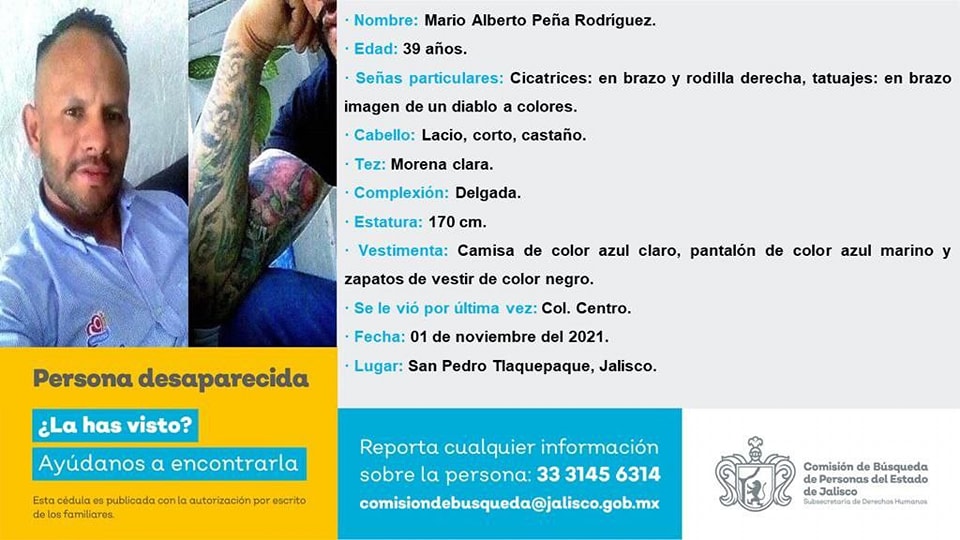 · Nombre: Mario Alberto Peña Rodríguez.
· Edad: 39 años.
· Señas particulares: Cicatrices: en brazo y rodilla derecha, tatuajes: en brazo
imagen de un diablo a colores.
· Cabello: Lacio, corto, castaño.
· Tez: Morena clara.
· Complexión: Delgada.
· Estatura: 170 cm.
· Vestimenta: Camisa de color azul claro, pantalón de color azul marino y
zapatos de vestir de color negro.
· Se le vió por última vez: Col. Centro.
· Fecha: 01 de noviembre del 2021.
· Lugar: San Pedro Tlaquepaque, Jalisco.
Persona desaparecida
¿La has visto?
Ayúdanos a encontrarla
Esta cédula es publicada con la autorización por escrito
de los familiares.
Reporta cualquier información
sobre la persona: 33 3145 6314
comisiondebusqueda@jalisco.gob.mx
Comisión de Búsqueda
de Personas del Estado
de Jalisco
Subsecretaría de Derechos Humanos